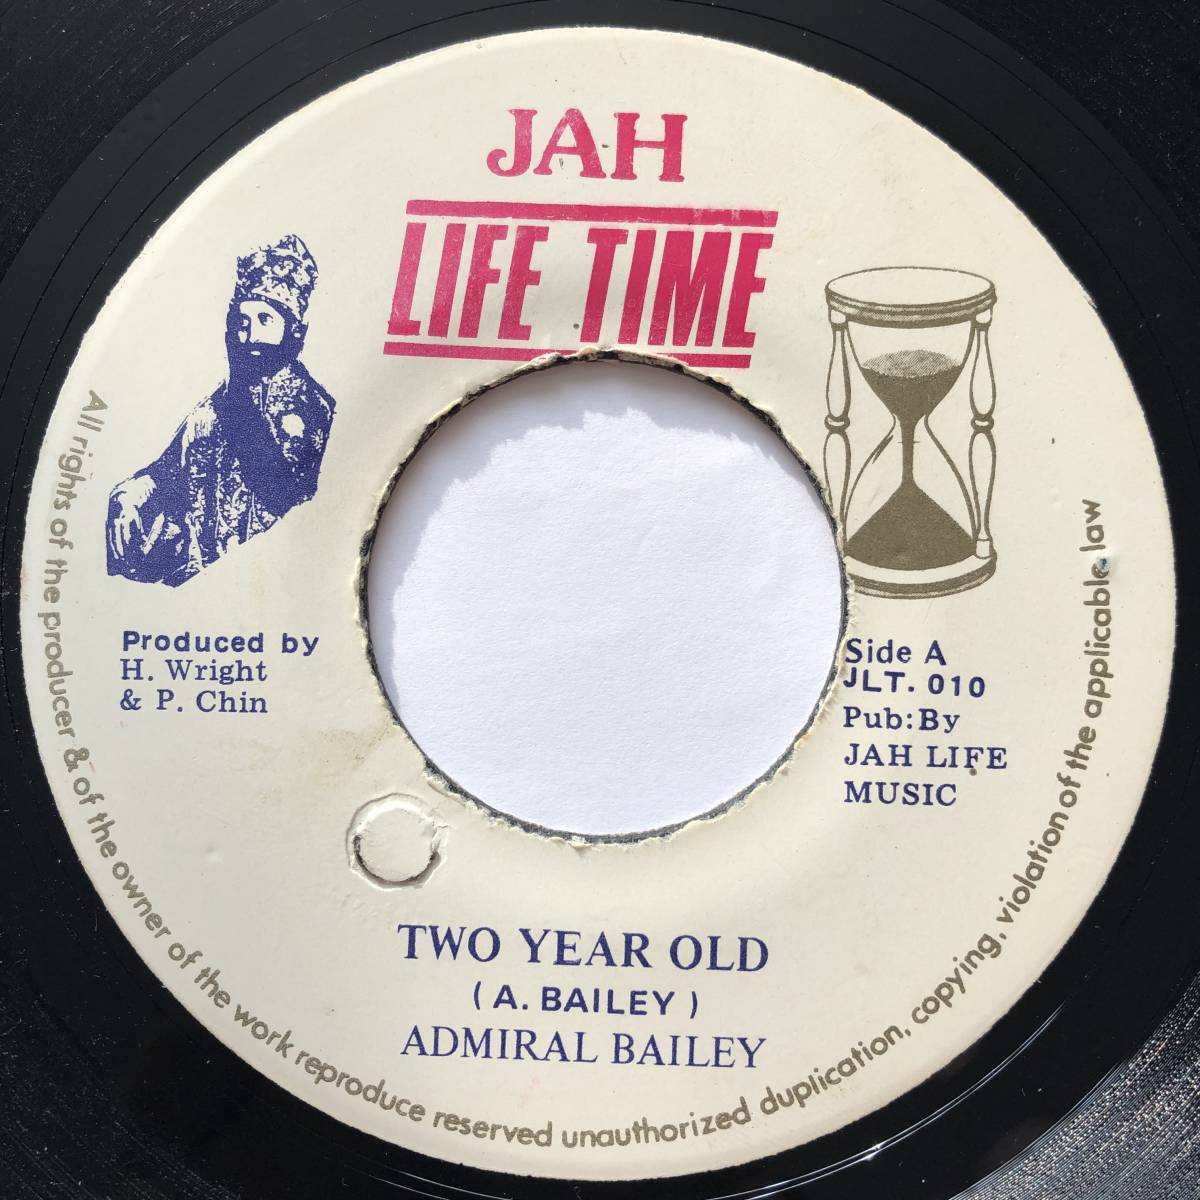 JAH
LIFE TIME
Produced by
H. Wright
& P. Chin
Side A
JLT. 010
Pub:By
JAH LIFE
MUSIC
TWO YEAR OLD
( A. BAILEY )
ADMIRAL BAILEY
All rights of the producer & of the owner of the work reproduce reserved unauthorized duplication, copying, violation of the applicable law